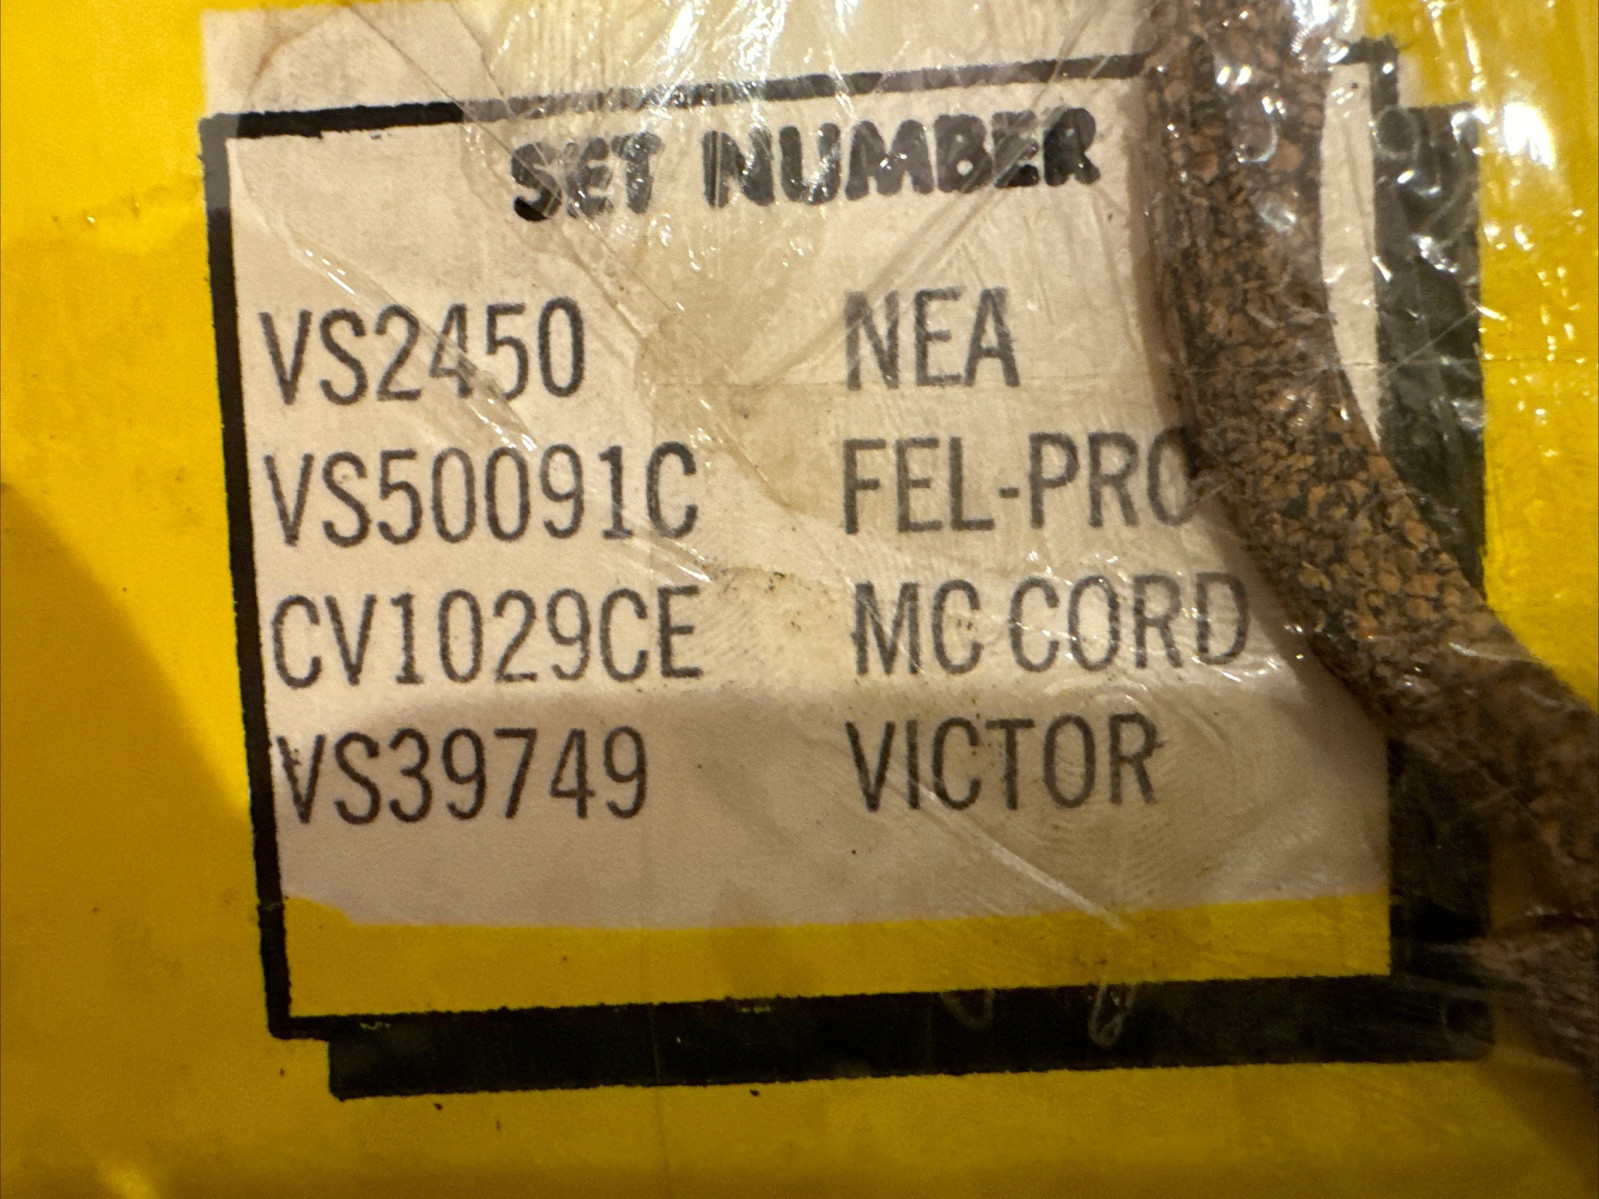 SET NUMBER
VS2450 NEA
VS50091C FEL-PRO
CV1029CE MC CORD
VS39749 VICTOR